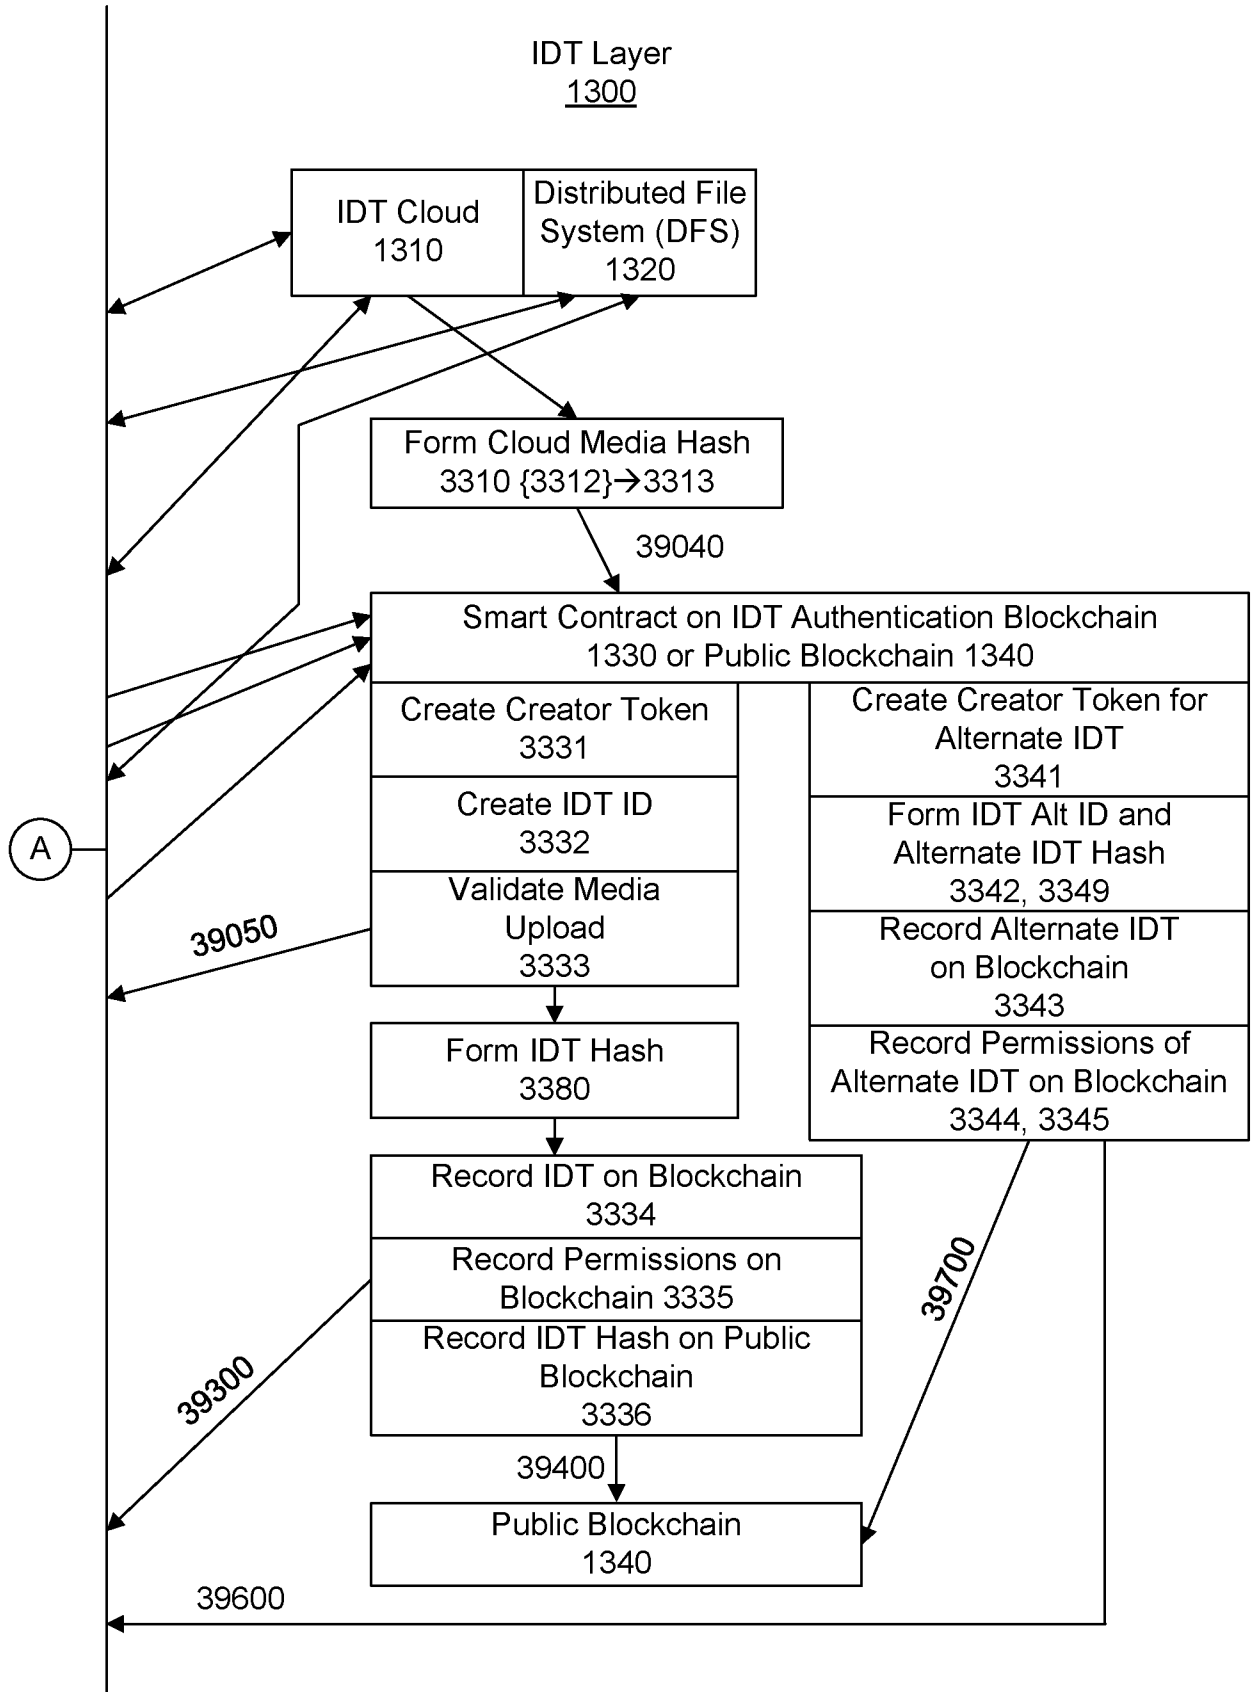 IDT Layer
1300
IDT Cloud
1310
Distributed File
System (DFS)
1320
Form Cloud Media Hash
3310 {3312}→3313
39040
Smart Contract on IDT Authentication Blockchain
1330 or Public Blockchain 1340
Create Creator Token
3331
Create IDT ID
3332
Validate Media
Upload
3333
Create Creator Token for
Alternate IDT
3341
Form IDT Alt ID and
Alternate IDT Hash
3342, 3349
Record Alternate IDT
on Blockchain
3343
Record Permissions of
Alternate IDT on Blockchain
3344, 3345
A
39050
Form IDT Hash
3380
Record IDT on Blockchain
3334
Record Permissions on
Blockchain 3335
Record IDT Hash on Public
Blockchain
3336
39300
39700
39400
Public Blockchain
1340
39600